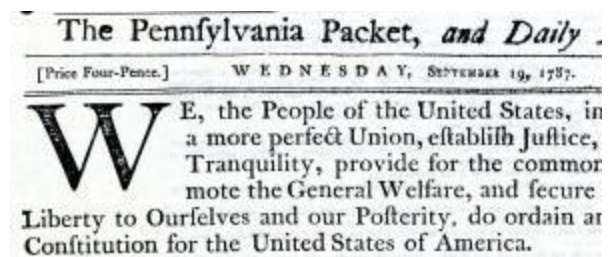 The Pennſylvania Packet, and Daily
[Price Four-Pence.] WEDNESDAY, SEPTEMBER 19, 1787.
WE, the People of the United States, in
a more perfect Union, eſtabliſh Juſtice,
Tranquility, provide for the common
mote the General Welfare, and ſecure
Liberty to Ourſelves and our Poſterity, do ordain an
Conſtitution for the United States of America.